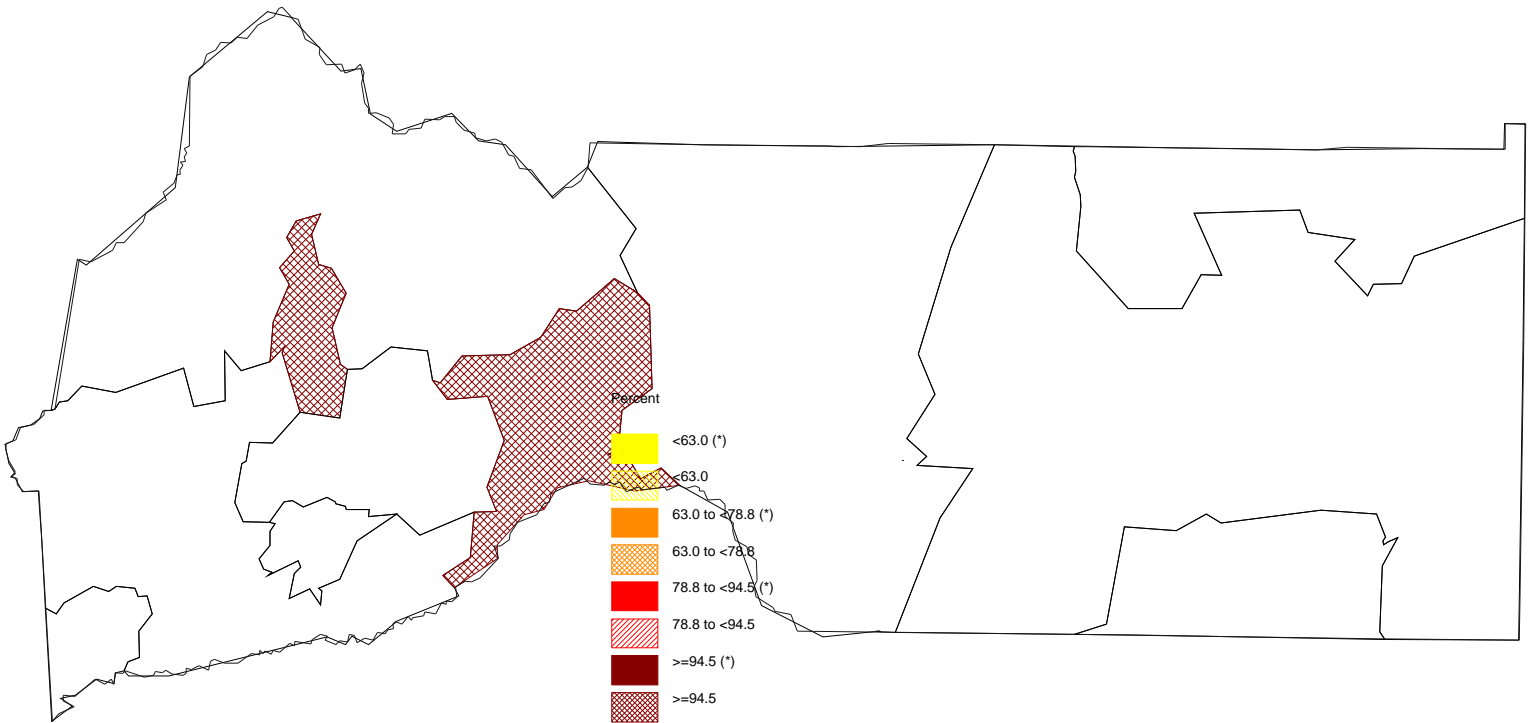 Percent
<63.0 (*)
<63.0
63.0 to <78.8 (*)
63.0 to <78.8
78.8 to <94.5 (*)
78.8 to <94.5
>=94.5 (*)
>=94.5